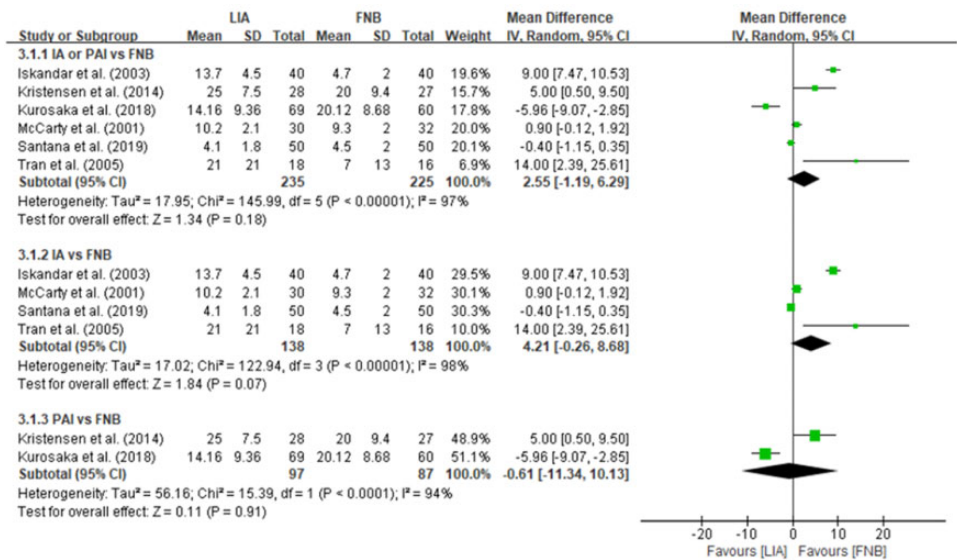 LIA FNB Mean Difference Mean Difference
Study or Subgroup Mean SD Total Mean SD Total Weight IV, Random, 95% CI IV, Random, 95% CI
3.1.1 IA or PAI vs FNB
Iskandar et al. (2003) 13.7 4.5 40 4.7 2 40 19.6% 9.00 [7.47, 10.53]
Kristensen et al. (2014) 25 7.5 28 20 9.4 27 15.7% 5.00 [0.50, 9.50]
Kurosaka et al. (2018) 14.16 9.36 69 20.12 8.68 60 17.8% -5.96 [-9.07, -2.85]
McCarty et al. (2001) 10.2 2.1 30 9.3 2 32 20.0% 0.90 [-0.12, 1.92]
Santana et al. (2019) 4.1 1.8 50 4.5 2 50 20.1% -0.40 [-1.15, 0.35]
Tran et al. (2005) 21 21 18 7 13 16 6.9% 14.00 [2.39, 25.61]
Subtotal (95% CI) 235 225 100.0% 2.55 [-1.19, 6.29]
Heterogeneity: Tau² = 17.95; Chi² = 145.99, df = 5 (P < 0.00001); I² = 97%
Test for overall effect: Z = 1.34 (P = 0.18)
3.1.2 IA vs FNB
Iskandar et al. (2003) 13.7 4.5 40 4.7 2 40 29.5% 9.00 [7.47, 10.53]
McCarty et al. (2001) 10.2 2.1 30 9.3 2 32 30.1% 0.90 [-0.12, 1.92]
Santana et al. (2019) 4.1 1.8 50 4.5 2 50 30.3% -0.40 [-1.15, 0.35]
Tran et al. (2005) 21 21 18 7 13 16 10.0% 14.00 [2.39, 25.61]
Subtotal (95% CI) 138 138 100.0% 4.21 [-0.26, 8.68]
Heterogeneity: Tau² = 17.02; Chi² = 122.94, df = 3 (P < 0.00001); I² = 98%
Test for overall effect: Z = 1.84 (P = 0.07)
3.1.3 PAI vs FNB
Kristensen et al. (2014) 25 7.5 28 20 9.4 27 48.9% 5.00 [0.50, 9.50]
Kurosaka et al. (2018) 14.16 9.36 69 20.12 8.68 60 51.1% -5.96 [-9.07, -2.85]
Subtotal (95% CI) 97 87 100.0% -0.61 [-11.34, 10.13]
Heterogeneity: Tau² = 56.16; Chi² = 15.39, df = 1 (P < 0.0001); I² = 94%
Test for overall effect: Z = 0.11 (P = 0.91)
-20 -10 0 10 20
Favours [LIA] Favours [FNB]